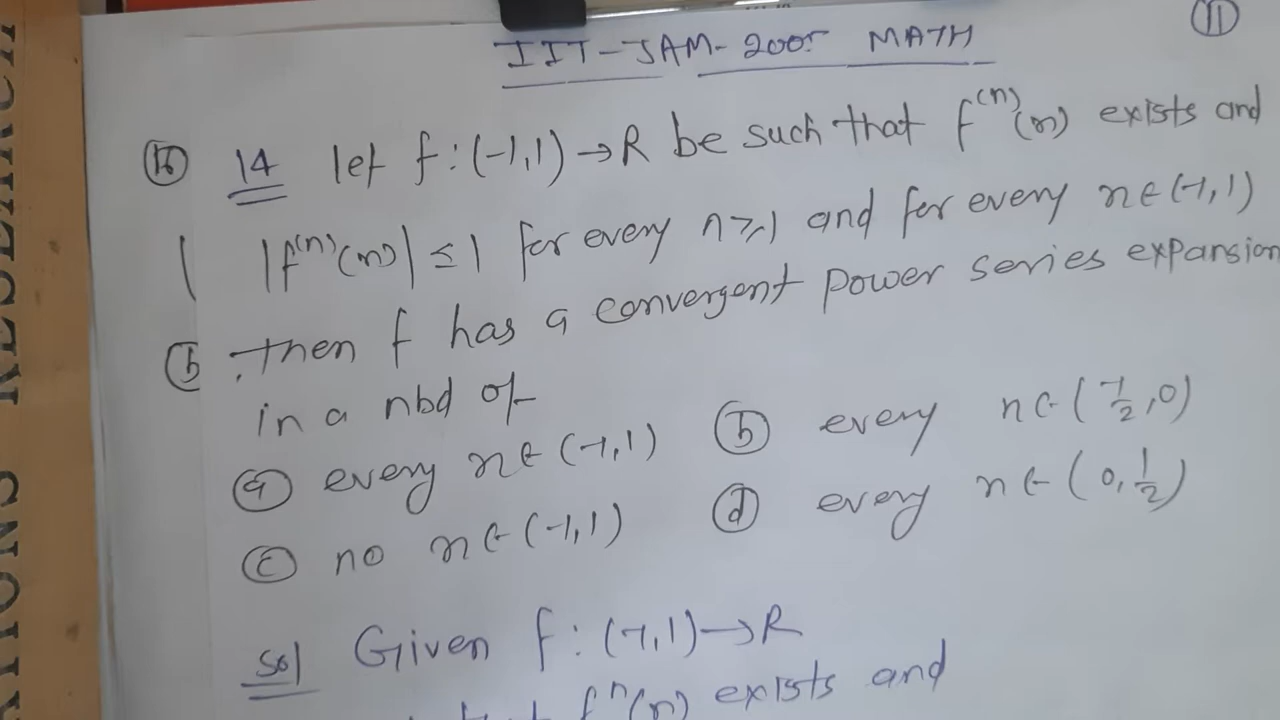 (11)
IIT-JAM-2005 MATH
(16) 14 let f:(-1,1)→R be such that f^(n)(x) exists and
|f^(n)(x)| ≤ 1 for every n≥1 and for every x∈(-1,1)
. then f has a convergent power series expansion
in a nbd of
(a) every x∈(-1,1) (b) every x∈(-1/2,0)
(c) no x∈(-1,1) (d) every x∈(0,1/2)
Sol Given f:(-1,1)→R
f^n(x) exists and